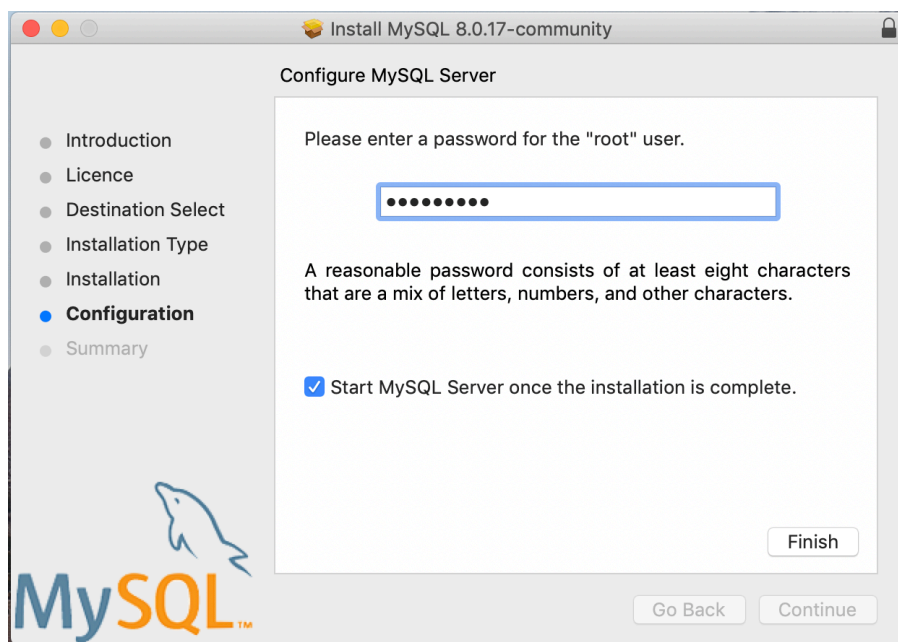 Install MySQL 8.0.17-community
Configure MySQL Server
Introduction
Licence
Destination Select
Installation Type
Installation
Configuration
Summary
Please enter a password for the "root" user.
•••••••••
A reasonable password consists of at least eight characters
that are a mix of letters, numbers, and other characters.
Start MySQL Server once the installation is complete.
Finish
MySQL™
Go Back
Continue